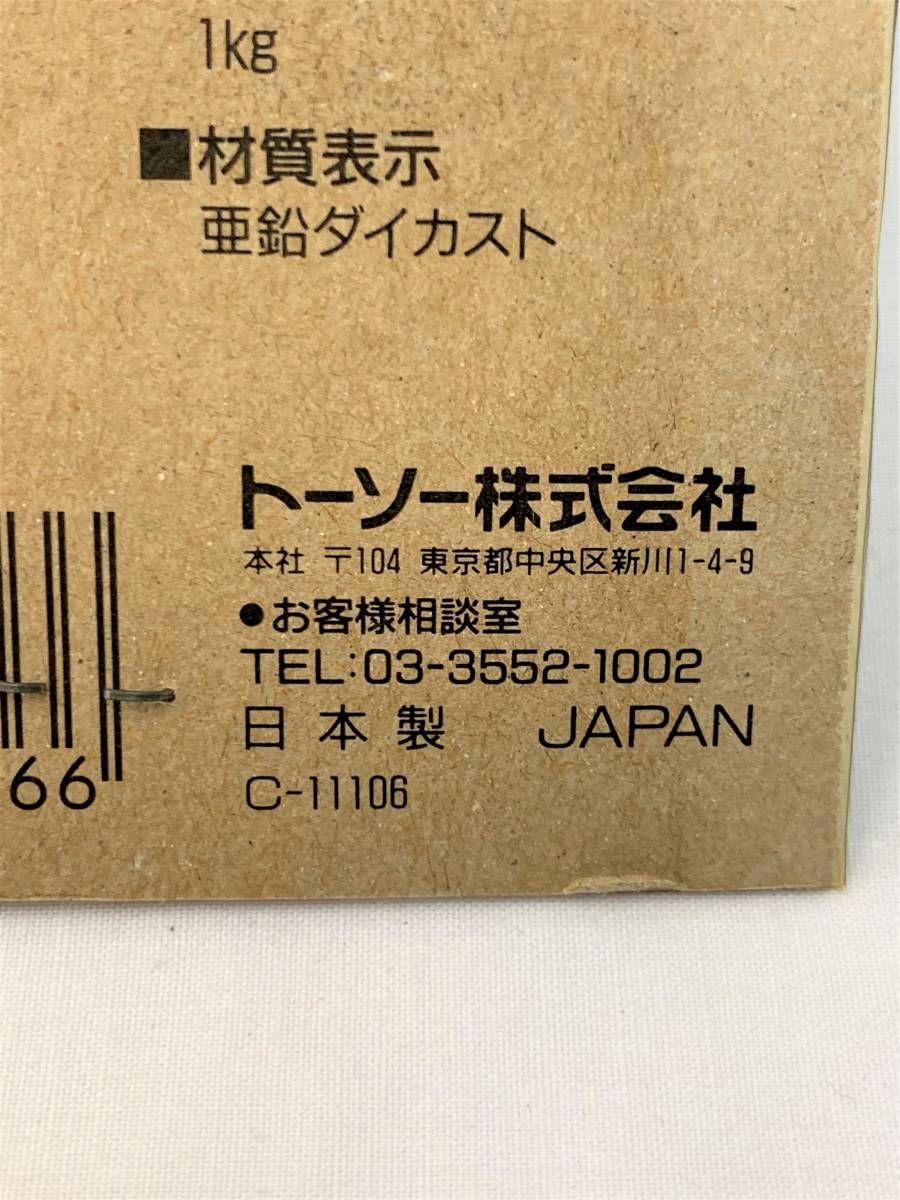 1kg
■材質表示
亜鉛ダイカスト
トーソー株式会社
本社 〒104 東京都中央区新川1-4-9
●お客様相談室
TEL:03-3552-1002
日本製 JAPAN
C-11106
66